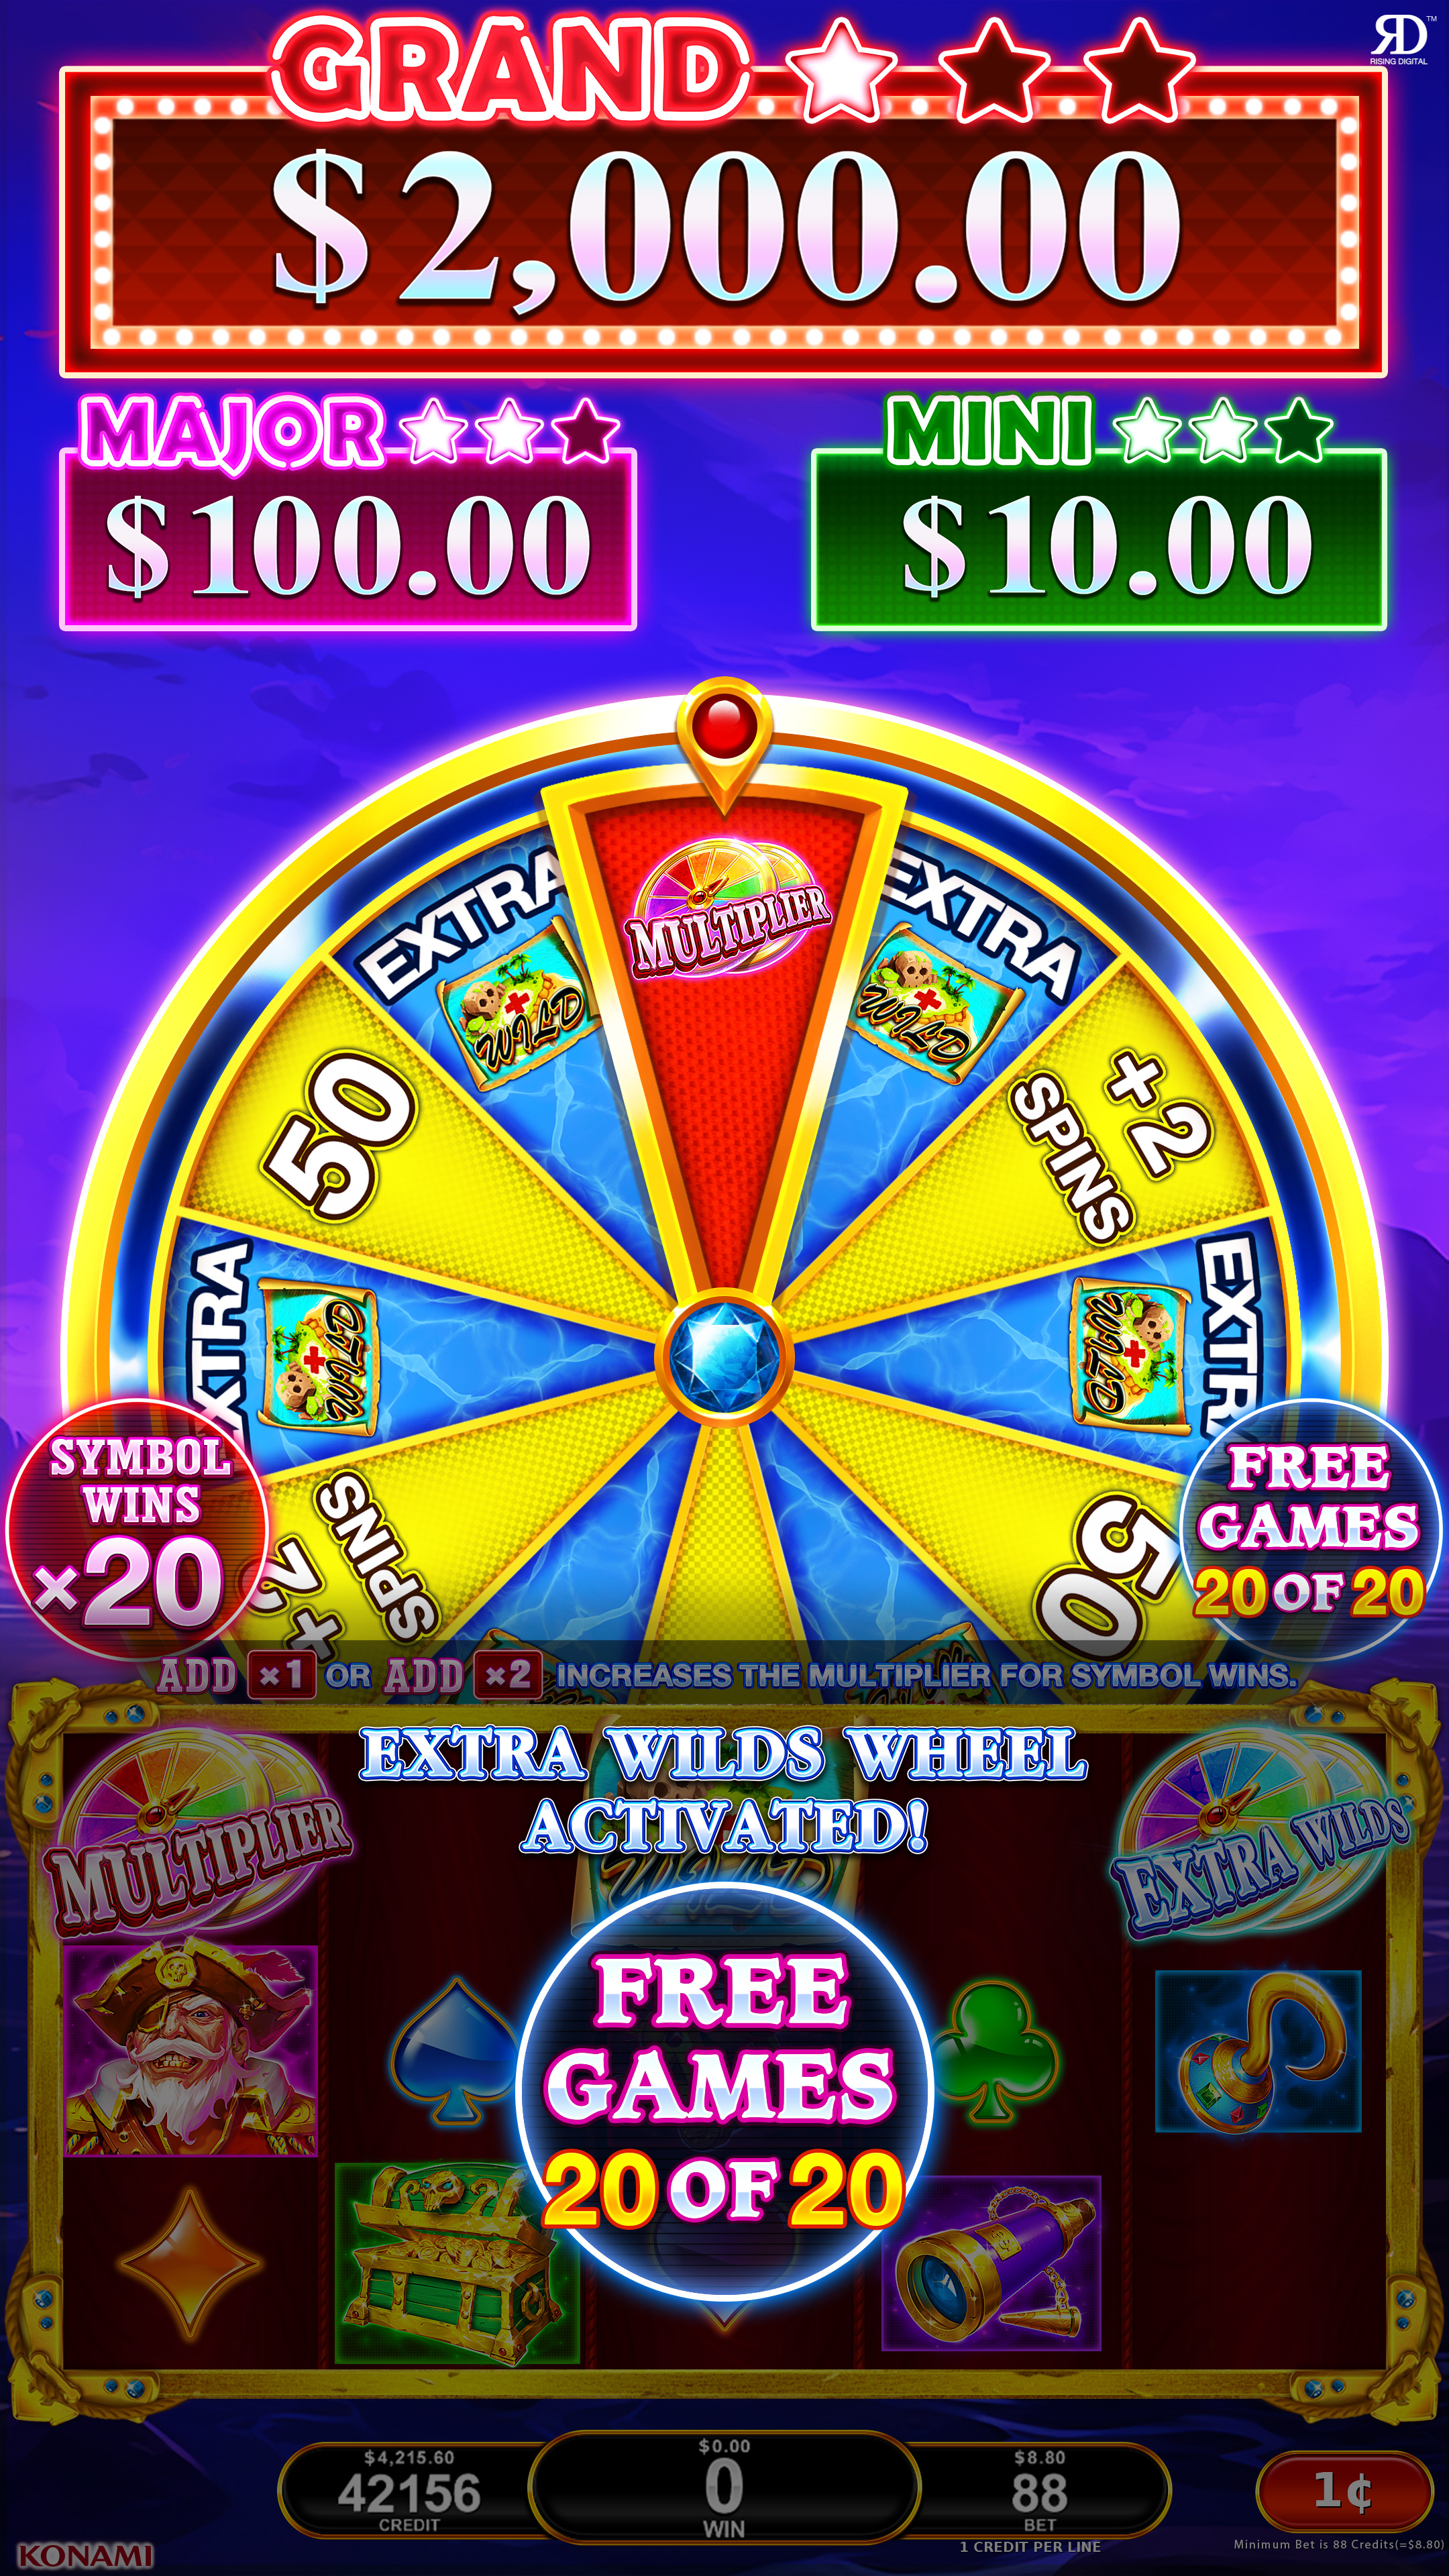 GRAND
RD™
RISING DIGITAL
$2,000.00
MAJOR
MINI
$100.00
$10.00
MULTIPLIER
EXTRA
WILD
EXTRA
WILD
50
+2
SPINS
EXTRA
WILD
EXTRA
WILD
SYMBOL
WINS
×20
+2
SPINS
50
FREE
GAMES
20 OF 20
ADD ×1 OR ADD ×2 INCREASES THE MULTIPLIER FOR SYMBOL WINS.
EXTRA WILDS WHEEL
ACTIVATED!
MULTIPLIER
WILD
EXTRA WILDS
FREE
GAMES
20 OF 20
$4,215.60
42156
CREDIT
$0.00
0
WIN
$8.80
88
BET
1 CREDIT PER LINE
1¢
Minimum Bet is 88 Credits(=$8.80)
KONAMI